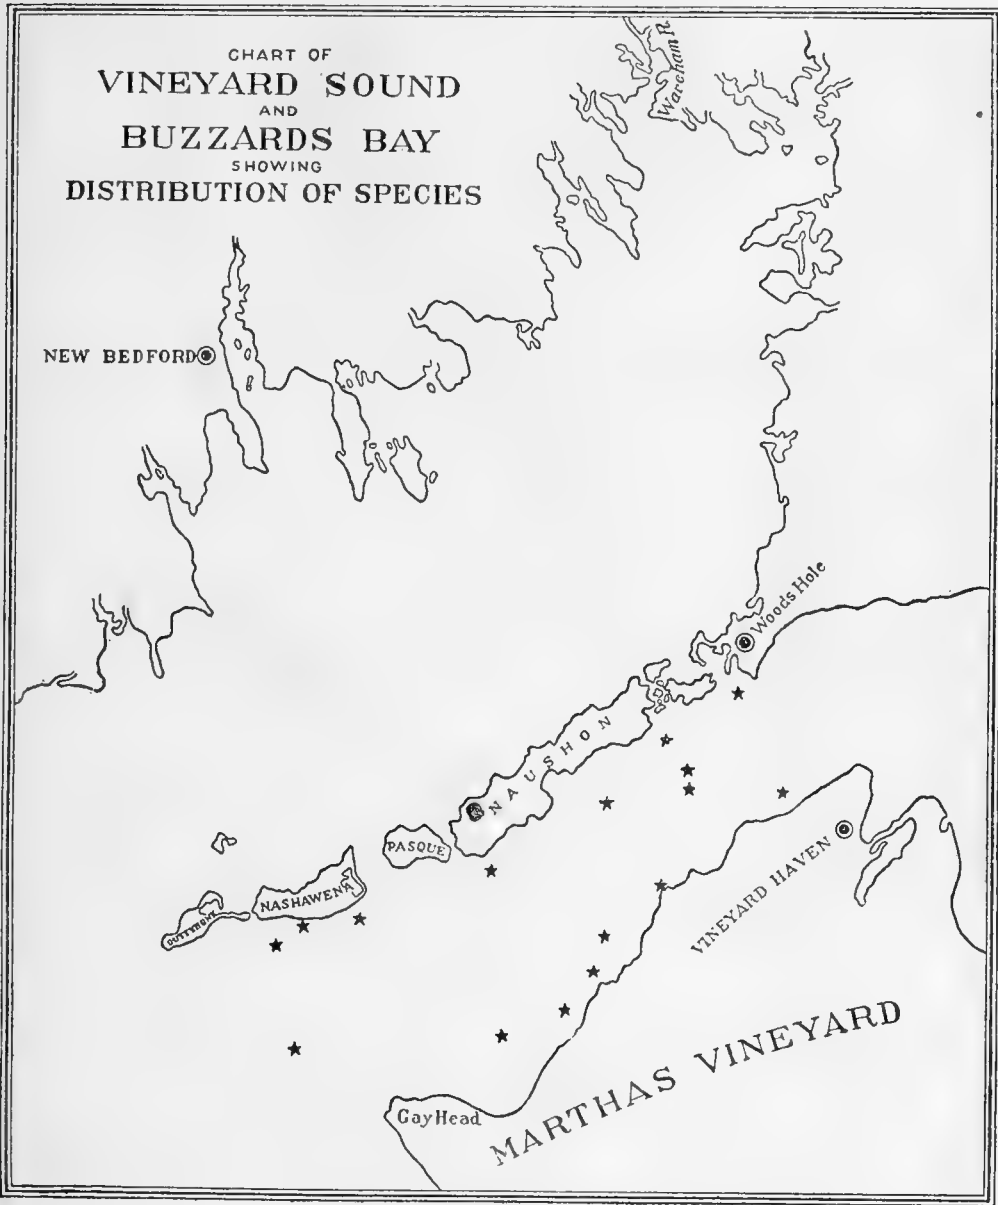 CHART OF
VINEYARD SOUND
AND
BUZZARDS BAY
SHOWING
DISTRIBUTION OF SPECIES
Wareham R.
NEW BEDFORD
Woods Hole
NAUSHON
PASQUE
NASHAWENA
CUTTYHUNK
VINEYARD HAVEN
MARTHAS VINEYARD
Gay Head